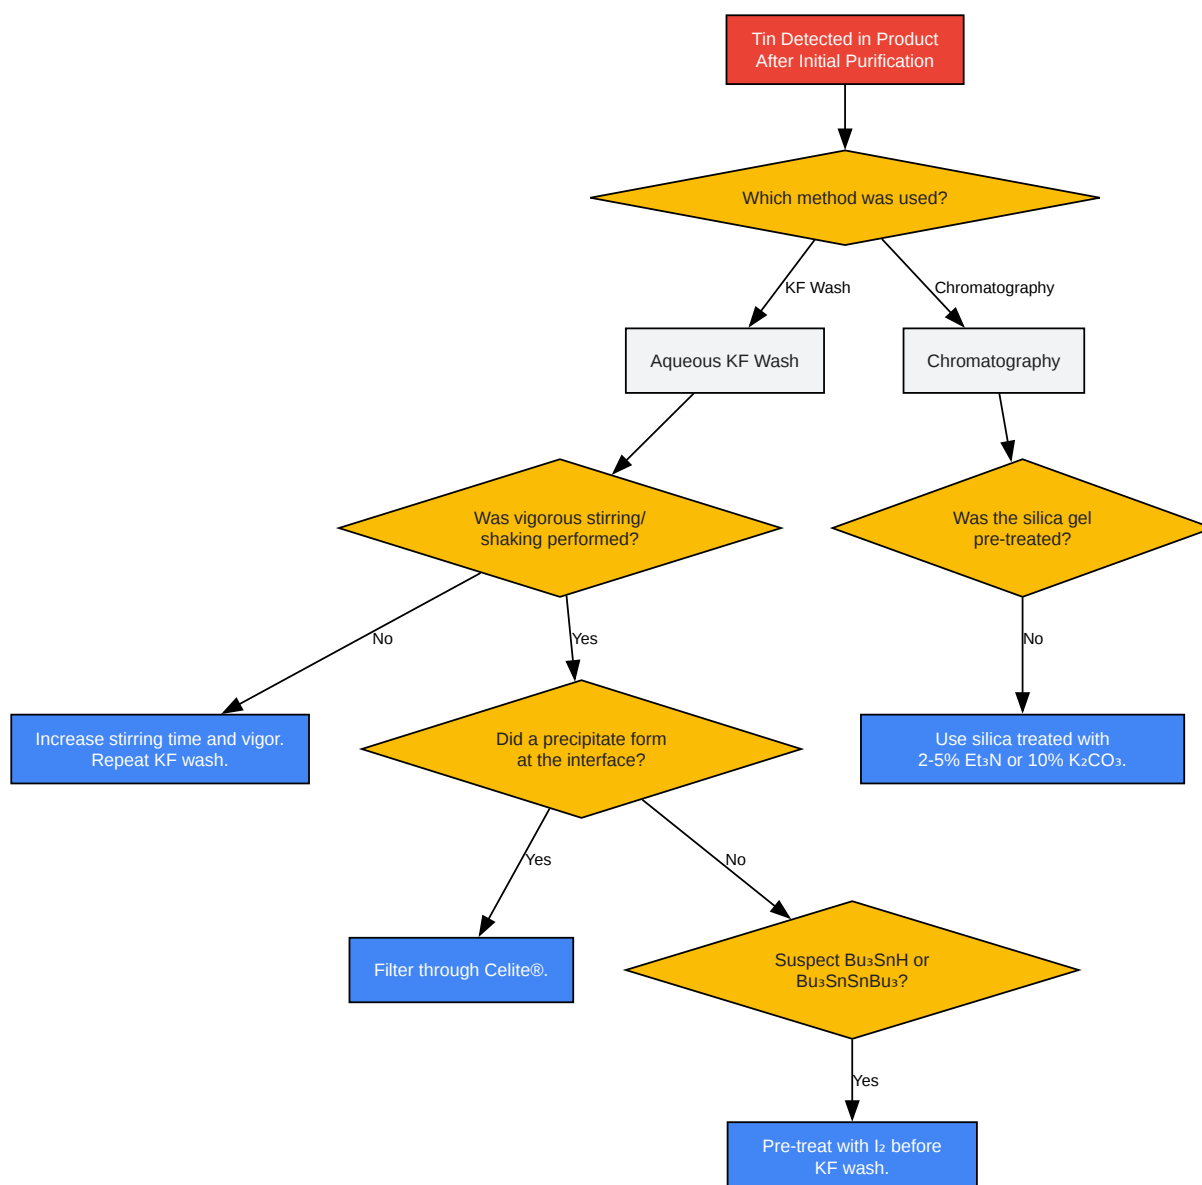 Tin Detected in Product
After Initial Purification
Which method was used?
KF Wash
Chromatography
Aqueous KF Wash
Chromatography
Was vigorous stirring/
shaking performed?
Was the silica gel
pre-treated?
No
Yes
No
Increase stirring time and vigor.
Repeat KF wash.
Did a precipitate form
at the interface?
Use silica treated with
2-5% Et₃N or 10% K₂CO₃.
Yes
No
Filter through Celite®.
Suspect Bu₃SnH or
Bu₃SnSnBu₃?
Yes
Pre-treat with I₂ before
KF wash.